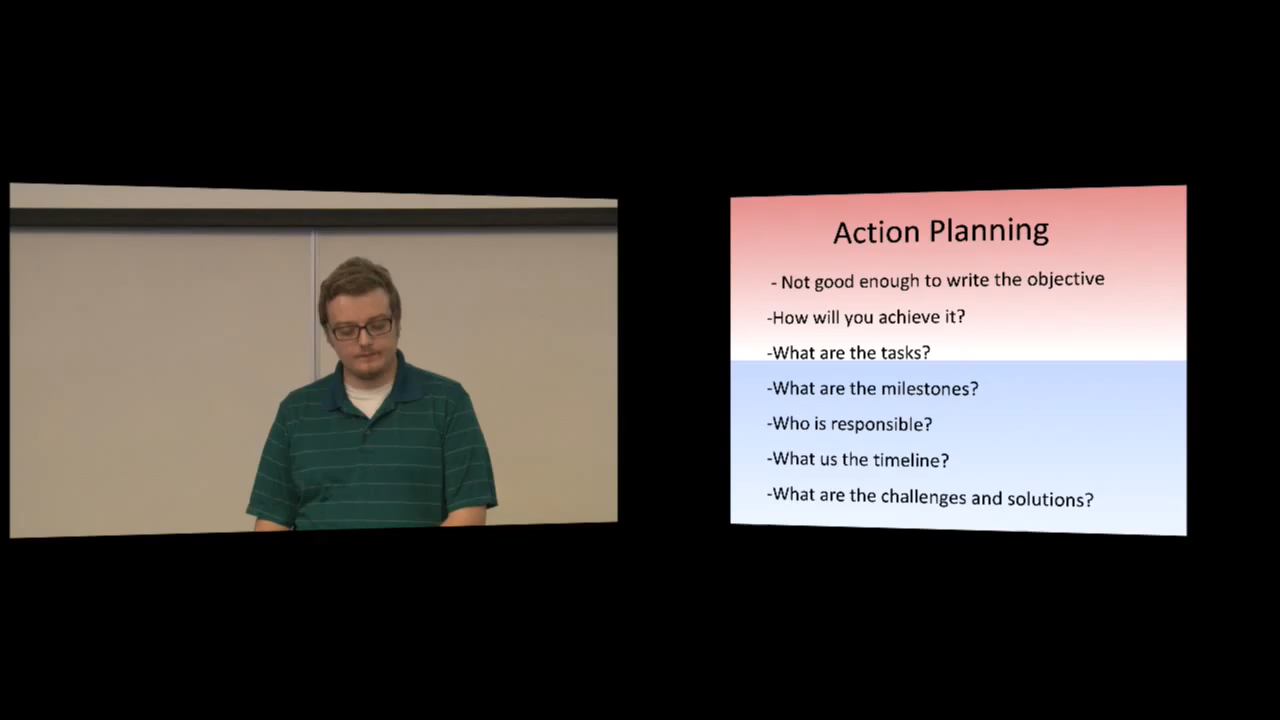 Action Planning
- Not good enough to write the objective
-How will you achieve it?
-What are the tasks?
-What are the milestones?
-Who is responsible?
-What us the timeline?
-What are the challenges and solutions?